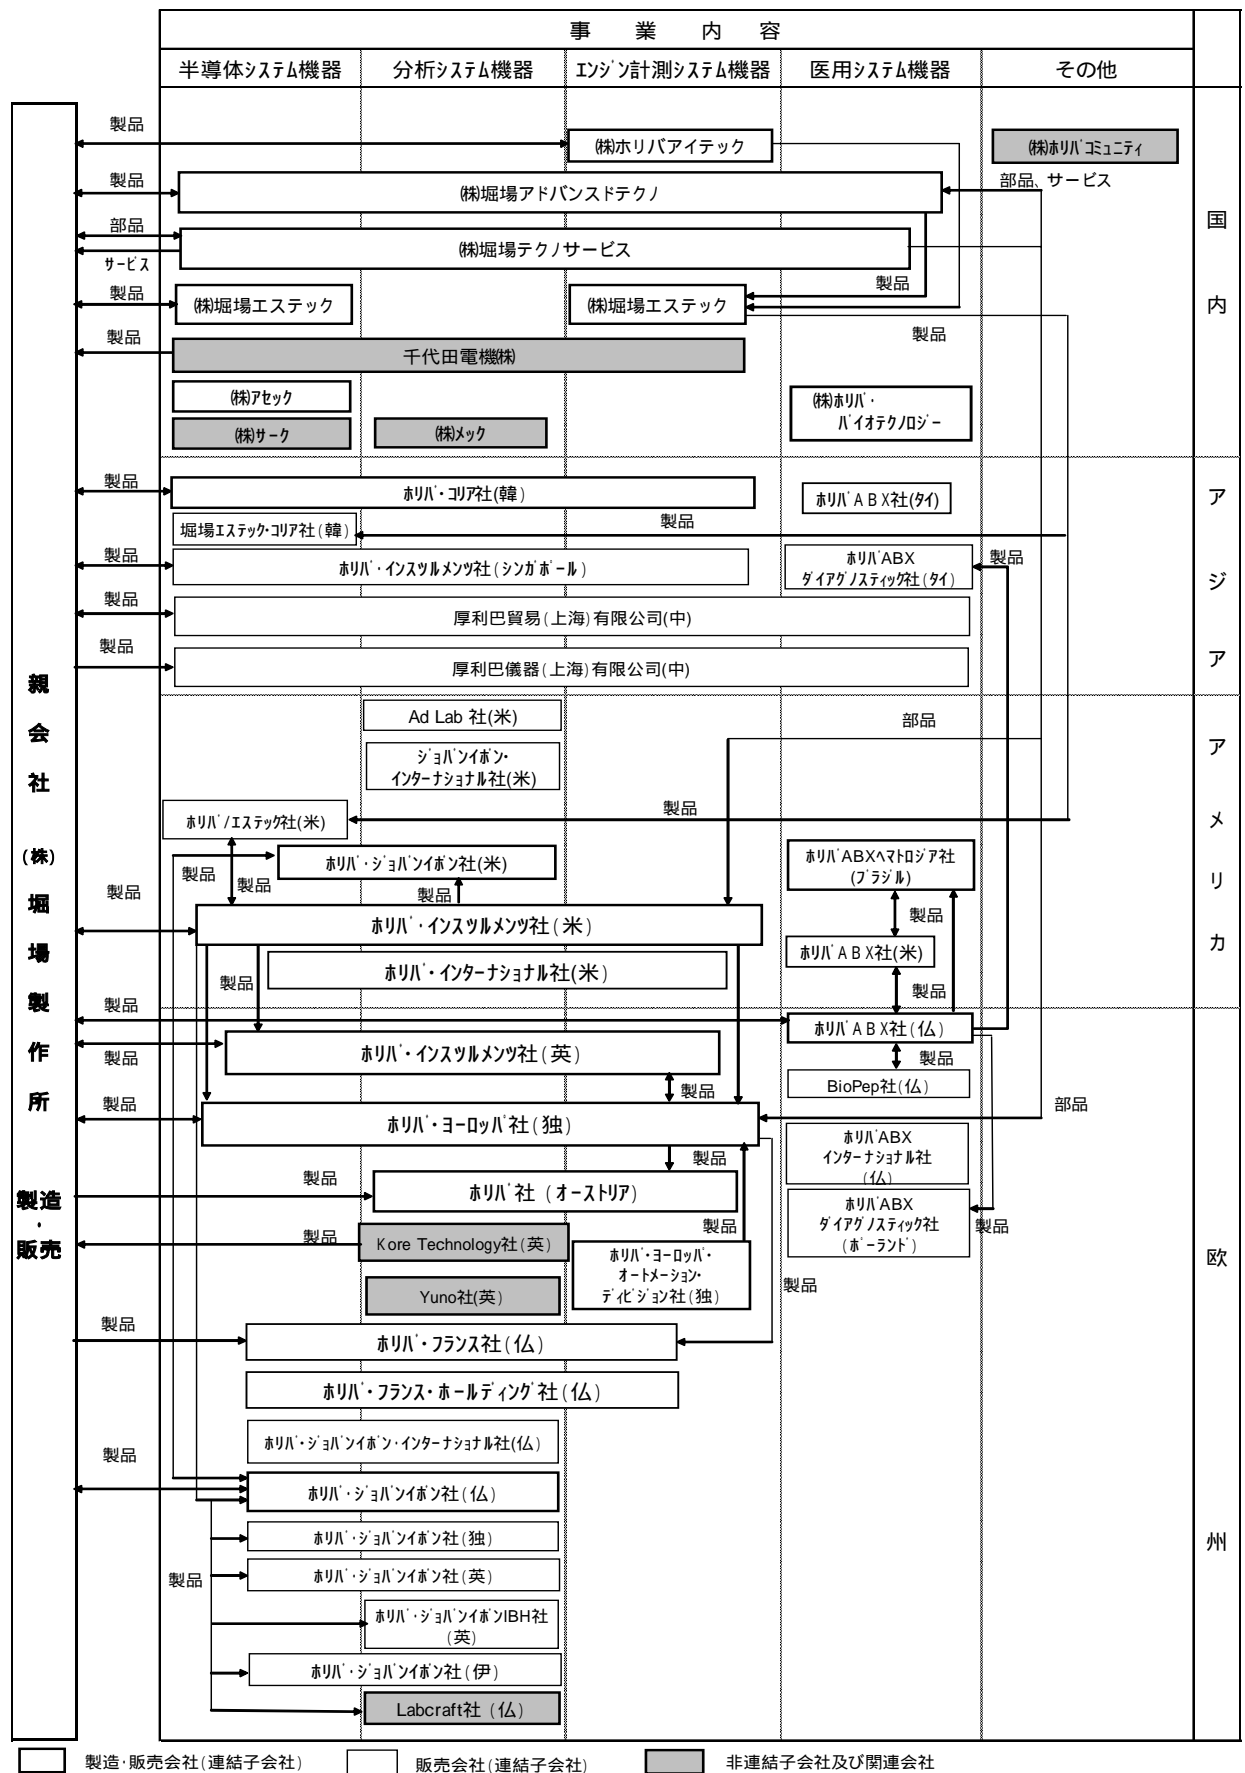 事 業 内 容
半導体ｼｽﾃﾑ機器 分析ｼｽﾃﾑ機器 ｴﾝｼﾞﾝ計測ｼｽﾃﾑ機器 医用ｼｽﾃﾑ機器 その他
製品
㈱ホリバアイテック
㈱ﾎﾘﾊﾞｺﾐｭﾆﾃｨ
製品
㈱堀場アドバンスドテクノ
部品、サービス
部品
㈱堀場テクノサービス
サービス
製品
製品
㈱堀場エステック
㈱堀場エステック
製品
製品
千代田電機㈱
㈱ｱｾｯｸ
㈱ﾎﾘﾊﾞ・
ﾊﾞｲｵﾃｸﾉﾛｼﾞｰ
㈱ｻｰｸ
㈱ﾒｯｸ
国
内
製品
ﾎﾘﾊﾞ・ｺﾘｱ社(韓)
ﾎﾘﾊﾞＡＢＸ社(ﾀｲ)
堀場ｴｽﾃｯｸ・ｺﾘｱ社(韓)
製品
製品
ﾎﾘﾊﾞ・ｲﾝｽﾂﾙﾒﾝﾂ社(ｼﾝｶﾞﾎﾟｰﾙ)
ﾎﾘﾊﾞABX
ﾀﾞｲｱｸﾞﾉｽﾃｨｯｸ社(ﾀｲ)
製品
製品
厚利巴貿易(上海)有限公司(中)
製品
厚利巴儀器(上海)有限公司(中)
ア
ジ
ア
Ad Lab 社(米)
部品
ｼﾞｮﾊﾞﾝｲﾎﾞﾝ・
ｲﾝﾀｰﾅｼｮﾅﾙ社(米)
製品
ﾎﾘﾊﾞ/ｴｽﾃｯｸ社(米)
ﾎﾘﾊﾞ・ｼﾞｮﾊﾞﾝｲﾎﾞﾝ社(米)
ﾎﾘﾊﾞABXﾍﾏﾄﾛｼﾞｱ社
(ﾌﾞﾗｼﾞﾙ)
製品
製品
製品
製品
製品
ﾎﾘﾊﾞ・ｲﾝｽﾂﾙﾒﾝﾂ社(米)
ﾎﾘﾊﾞＡＢＸ社(米)
ﾎﾘﾊﾞ・ｲﾝﾀｰﾅｼｮﾅﾙ社(米)
製品
製品
ア
メ
リ
カ
製品
ﾎﾘﾊﾞＡＢＸ社(仏)
製品
ﾎﾘﾊﾞ・ｲﾝｽﾂﾙﾒﾝﾂ社(英)
製品
BioPep社(仏)
製品
製品
ﾎﾘﾊﾞ・ﾖｰﾛｯﾊﾟ社(独)
部品
ﾎﾘﾊﾞABX
ｲﾝﾀｰﾅｼｮﾅﾙ社
(仏)
製品
製品
ﾎﾘﾊﾞ社 (ｵｰｽﾄﾘｱ)
ﾎﾘﾊﾞABX
ﾀﾞｲｱｸﾞﾉｽﾃｨｯｸ社
(ﾎﾟｰﾗﾝﾄﾞ)
製品
製品
製品
Kore Technology社(英)
ﾎﾘﾊﾞ・ﾖｰﾛｯﾊﾟ・
ｵｰﾄﾒｰｼｮﾝ・
ﾃﾞｨﾋﾞｼﾞｮﾝ社(独)
製品
Yuno社(英)
製品
ﾎﾘﾊﾞ・ﾌﾗﾝｽ社(仏)
ﾎﾘﾊﾞ・ﾌﾗﾝｽ・ﾎｰﾙﾃﾞｨﾝｸﾞ社(仏)
ﾎﾘﾊﾞ・ｼﾞｮﾊﾞﾝｲﾎﾞﾝ・ｲﾝﾀｰﾅｼｮﾅﾙ社(仏)
製品
ﾎﾘﾊﾞ・ｼﾞｮﾊﾞﾝｲﾎﾞﾝ社(仏)
ﾎﾘﾊﾞ・ｼﾞｮﾊﾞﾝｲﾎﾞﾝ社(独)
製品
ﾎﾘﾊﾞ・ｼﾞｮﾊﾞﾝｲﾎﾞﾝ社(英)
ﾎﾘﾊﾞ・ｼﾞｮﾊﾞﾝｲﾎﾞﾝIBH社
(英)
ﾎﾘﾊﾞ・ｼﾞｮﾊﾞﾝｲﾎﾞﾝ社(伊)
Labcraft社 (仏)
欧
州
親
会
社
(株)
堀
場
製
作
所
製造
・
販売
製造・販売会社(連結子会社) 販売会社(連結子会社) 非連結子会社及び関連会社